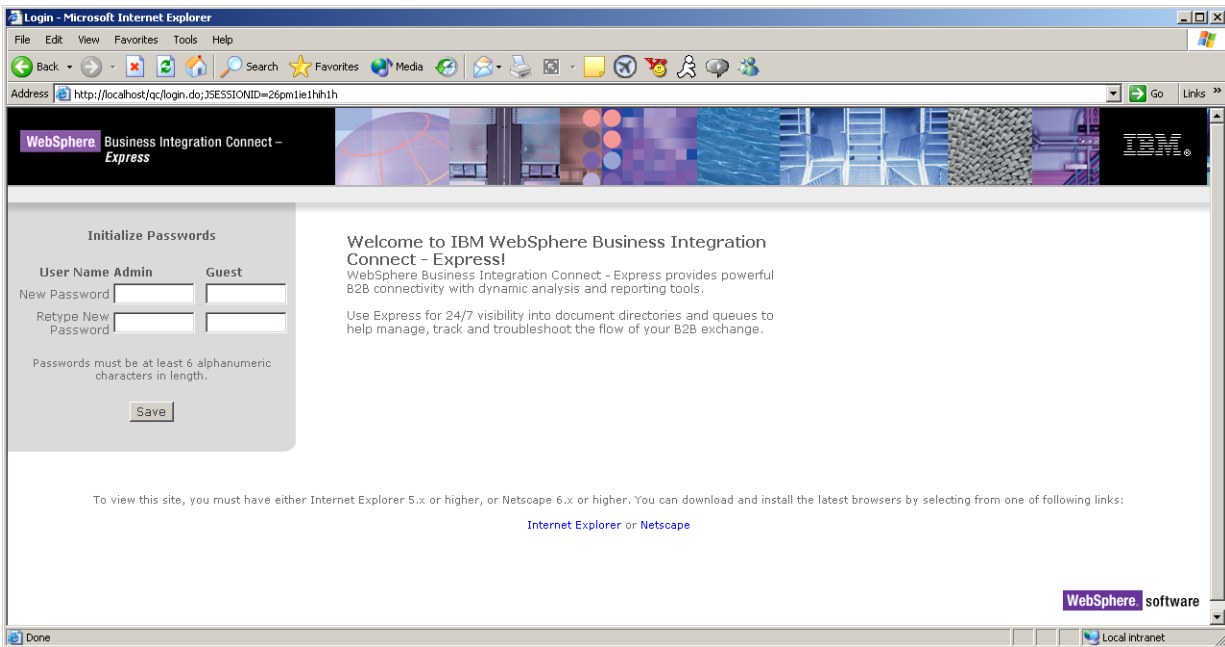 Login - Microsoft Internet Explorer
File Edit View Favorites Tools Help
Back Search Favorites Media
Address http://localhost/qc/login.do;JSESSIONID=26pm1ie1hih1h Go Links »
WebSphere. Business Integration Connect –
Express
IBM®
Initialize Passwords
User Name Admin Guest
New Password
Retype New
Password
Passwords must be at least 6 alphanumeric
characters in length.
Save
Welcome to IBM WebSphere Business Integration
Connect - Express!
WebSphere Business Integration Connect - Express provides powerful
B2B connectivity with dynamic analysis and reporting tools.
Use Express for 24/7 visibility into document directories and queues to
help manage, track and troubleshoot the flow of your B2B exchange.
To view this site, you must have either Internet Explorer 5.x or higher, or Netscape 6.x or higher. You can download and install the latest browsers by selecting from one of following links:
Internet Explorer or Netscape
WebSphere. software
Done Local intranet